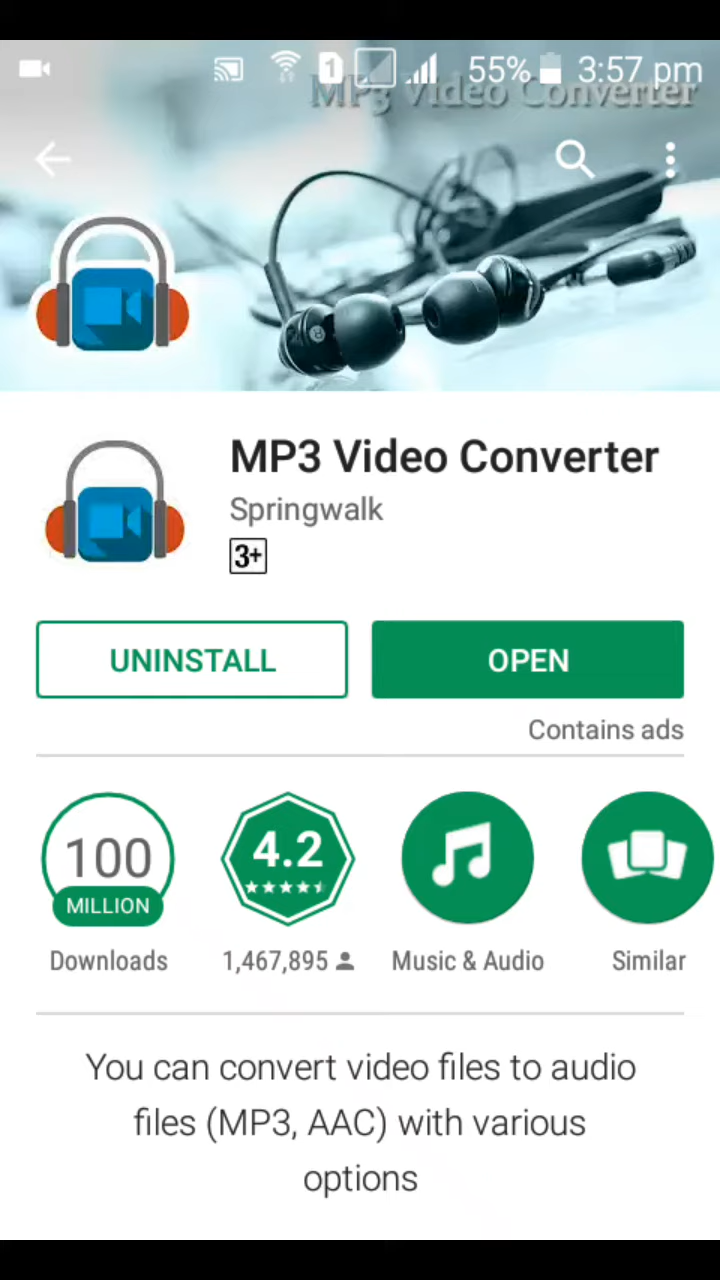 1 55% 3:57 pm
MP3 Video Converter
MP3 Video Converter
Springwalk
3+
UNINSTALL OPEN
Contains ads
100 4.2
MILLION
Downloads 1,467,895 Music & Audio Similar
You can convert video files to audio
files (MP3, AAC) with various
options